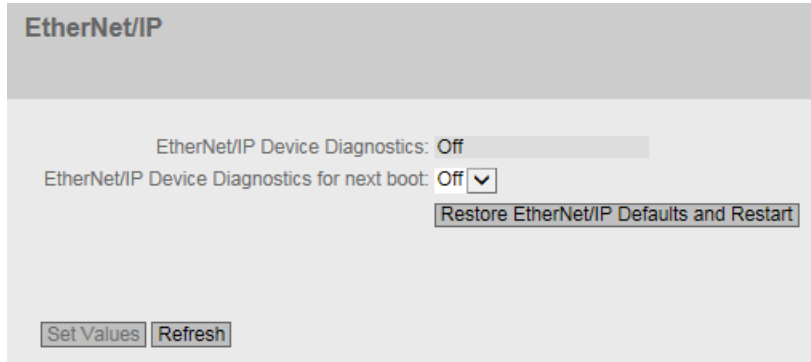 EtherNet/IP
EtherNet/IP Device Diagnostics: Off
EtherNet/IP Device Diagnostics for next boot: Off
Restore EtherNet/IP Defaults and Restart
Set Values Refresh